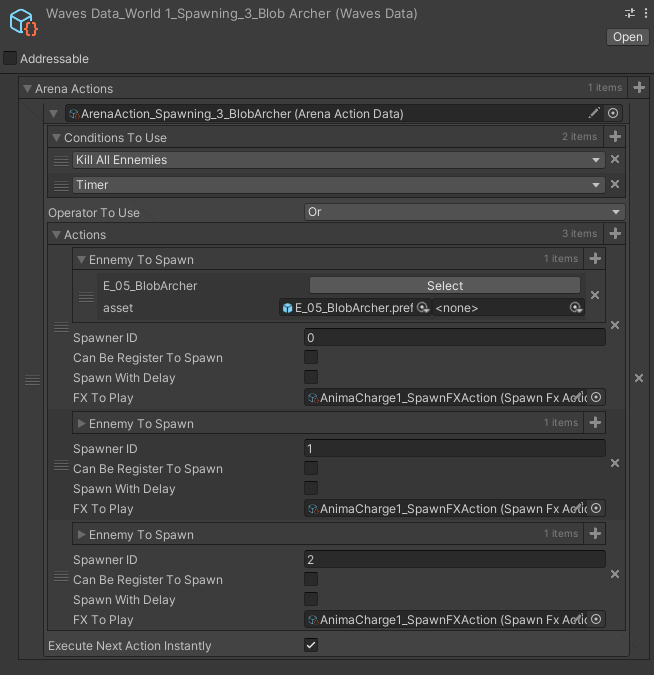 Waves Data_World 1_Spawning_3_Blob Archer (Waves Data)
Open
Addressable
Arena Actions 1 items
ArenaAction_Spawning_3_BlobArcher (Arena Action Data)
Conditions To Use 2 items
Kill All Ennemies
Timer
Operator To Use Or
Actions 3 items
Ennemy To Spawn 1 items
E_05_BlobArcher Select
asset E_05_BlobArcher.pref <none>
Spawner ID 0
Can Be Register To Spawn
Spawn With Delay
FX To Play AnimaCharge1_SpawnFXAction (Spawn Fx Actic
Ennemy To Spawn 1 items
Spawner ID 1
Can Be Register To Spawn
Spawn With Delay
FX To Play AnimaCharge1_SpawnFXAction (Spawn Fx Actic
Ennemy To Spawn 1 items
Spawner ID 2
Can Be Register To Spawn
Spawn With Delay
FX To Play AnimaCharge1_SpawnFXAction (Spawn Fx Actic
Execute Next Action Instantly